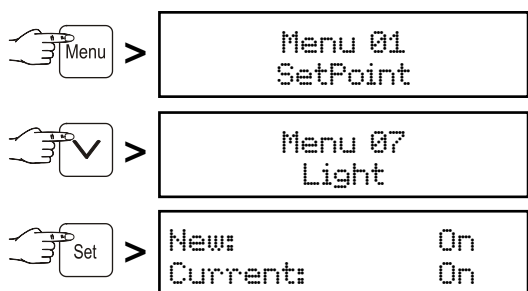 Menu > Menu 01
SetPoint
> Menu 07
Light
Set > New: On
Current: On